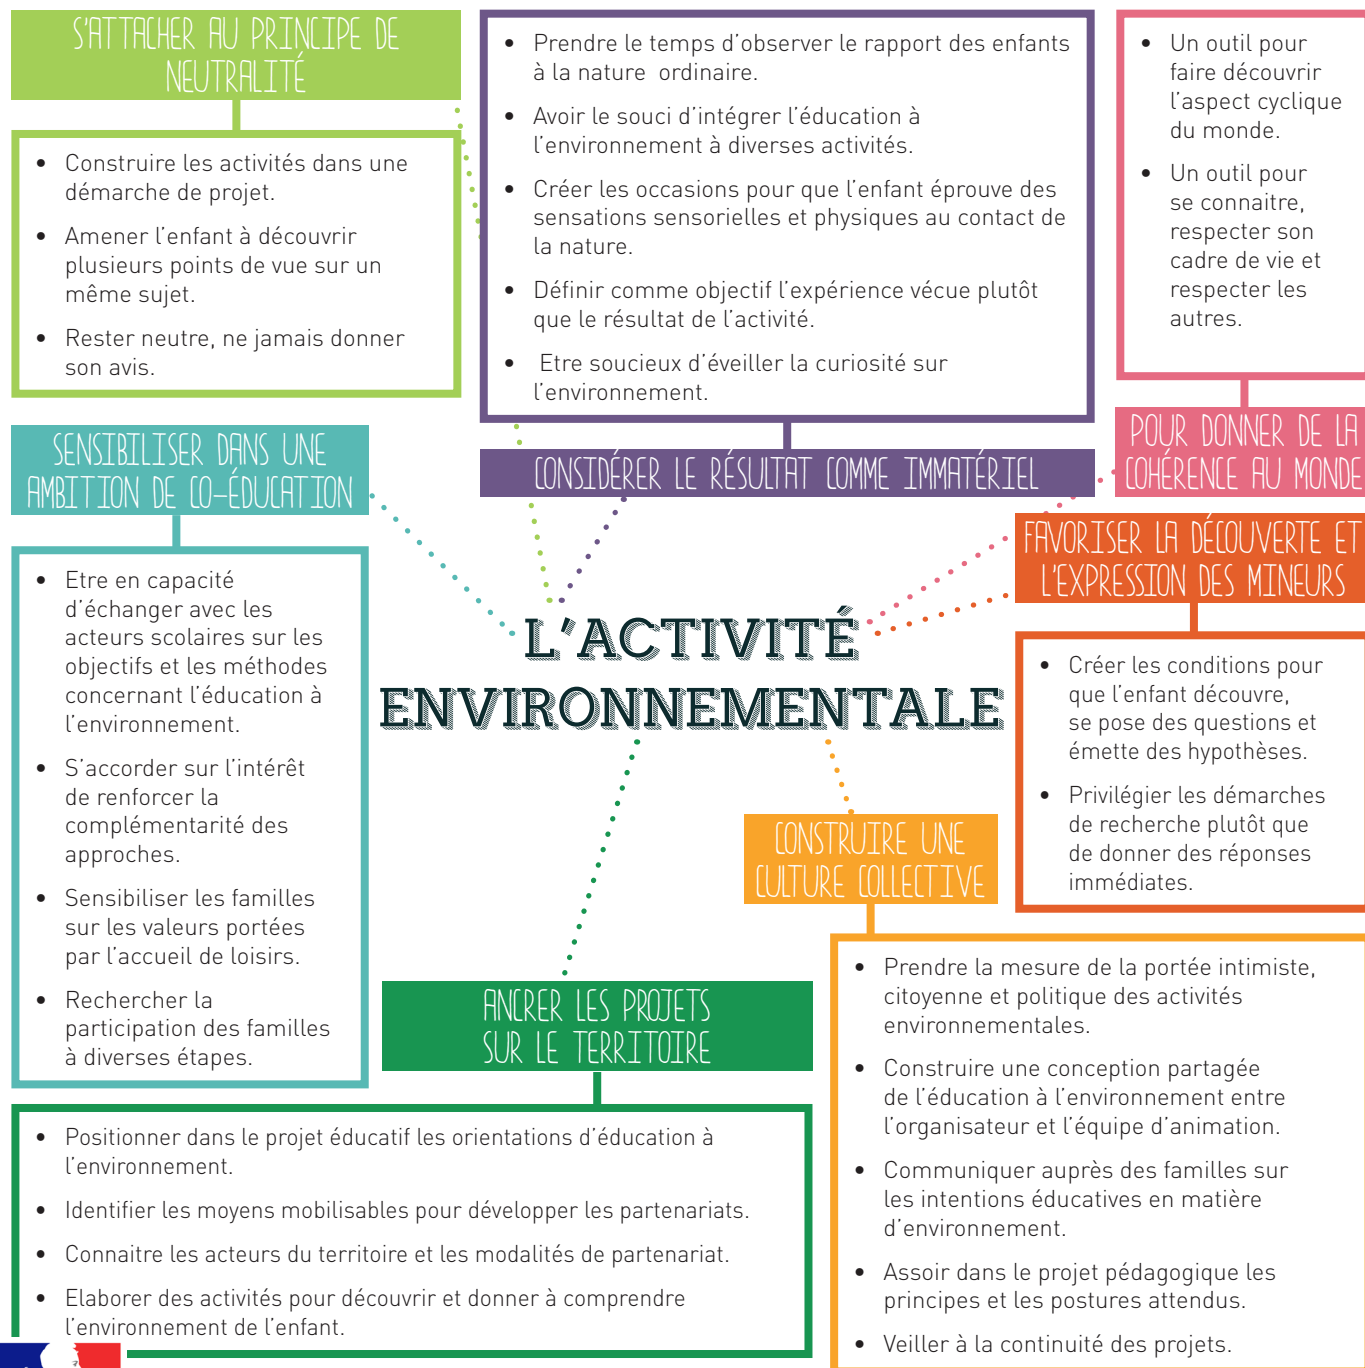 S'ATTACHER AU PRINCIPE DE
NEUTRALITÉ
• Construire les activités dans une
démarche de projet.
• Amener l'enfant à découvrir
plusieurs points de vue sur un
même sujet.
• Rester neutre, ne jamais donner
son avis.
• Prendre le temps d'observer le rapport des enfants
à la nature ordinaire.
• Avoir le souci d'intégrer l'éducation à
l'environnement à diverses activités.
• Créer les occasions pour que l'enfant éprouve des
sensations sensorielles et physiques au contact de
la nature.
• Définir comme objectif l'expérience vécue plutôt
que le résultat de l'activité.
• Etre soucieux d'éveiller la curiosité sur
l'environnement.
CONSIDÉRER LE RÉSULTAT COMME IMMATÉRIEL
• Un outil pour
faire découvrir
l'aspect cyclique
du monde.
• Un outil pour
se connaitre,
respecter son
cadre de vie et
respecter les
autres.
POUR DONNER DE LA
COHÉRENCE AU MONDE
SENSIBILISER DANS UNE
AMBITION DE CO-ÉDUCATION
• Etre en capacité
d'échanger avec les
acteurs scolaires sur les
objectifs et les méthodes
concernant l'éducation à
l'environnement.
• S'accorder sur l'intérêt
de renforcer la
complémentarité des
approches.
• Sensibiliser les familles
sur les valeurs portées
par l'accueil de loisirs.
• Rechercher la
participation des familles
à diverses étapes.
L'ACTIVITÉ
ENVIRONNEMENTALE
FAVORISER LA DÉCOUVERTE ET
L'EXPRESSION DES MINEURS
• Créer les conditions pour
que l'enfant découvre,
se pose des questions et
émette des hypothèses.
• Privilégier les démarches
de recherche plutôt que
de donner des réponses
immédiates.
CONSTRUIRE UNE
CULTURE COLLECTIVE
• Prendre la mesure de la portée intimiste,
citoyenne et politique des activités
environnementales.
• Construire une conception partagée
de l'éducation à l'environnement entre
l'organisateur et l'équipe d'animation.
• Communiquer auprès des familles sur
les intentions éducatives en matière
d'environnement.
• Assoir dans le projet pédagogique les
principes et les postures attendus.
• Veiller à la continuité des projets.
ANCRER LES PROJETS
SUR LE TERRITOIRE
• Positionner dans le projet éducatif les orientations d'éducation à
l'environnement.
• Identifier les moyens mobilisables pour développer les partenariats.
• Connaitre les acteurs du territoire et les modalités de partenariat.
• Elaborer des activités pour découvrir et donner à comprendre
l'environnement de l'enfant.